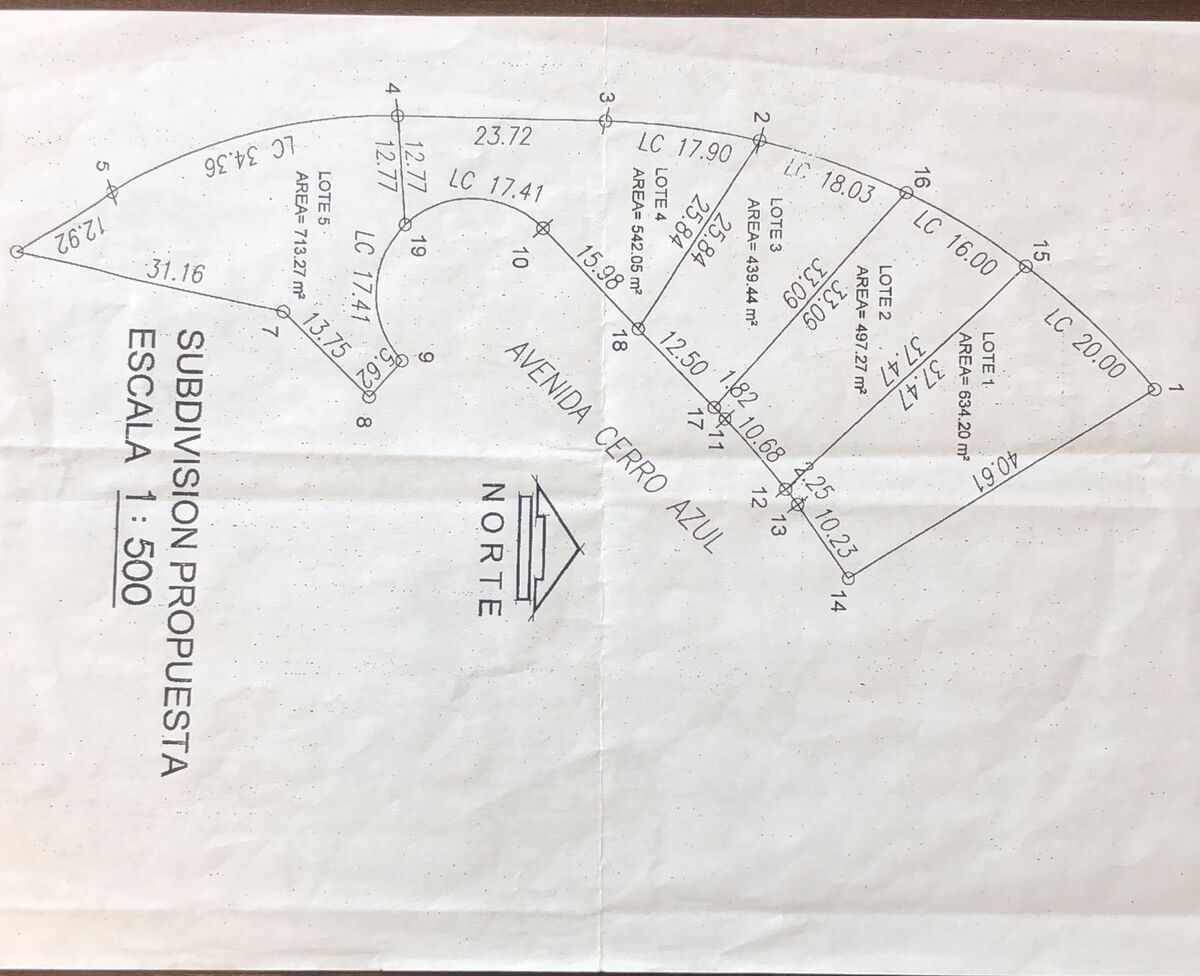 1
LC 20.00
40.61
LOTE 1
AREA= 634.20 m²
15
37.47
37.47
LC 16.00
10.23
14
2.25
13
12
LOTE 2
AREA= 497.27 m²
16
33.09
33.09
10.68
LC 18.03
1.82
11
17
LOTE 3
AREA= 439.44 m²
2
25.84
25.84
12.50
18
LC 17.90
LOTE 4
AREA= 542.05 m²
3
15.98
10
23.72
LC 17.41
4
12.77
12.77
19
LC 17.41
9
5.62
8
LC 34.36
LOTE 5
AREA= 713.27 m²
13.75
7
5
12.92
31.16
AVENIDA CERRO AZUL
NORTE
SUBDIVISION PROPUESTA
ESCALA 1 : 500